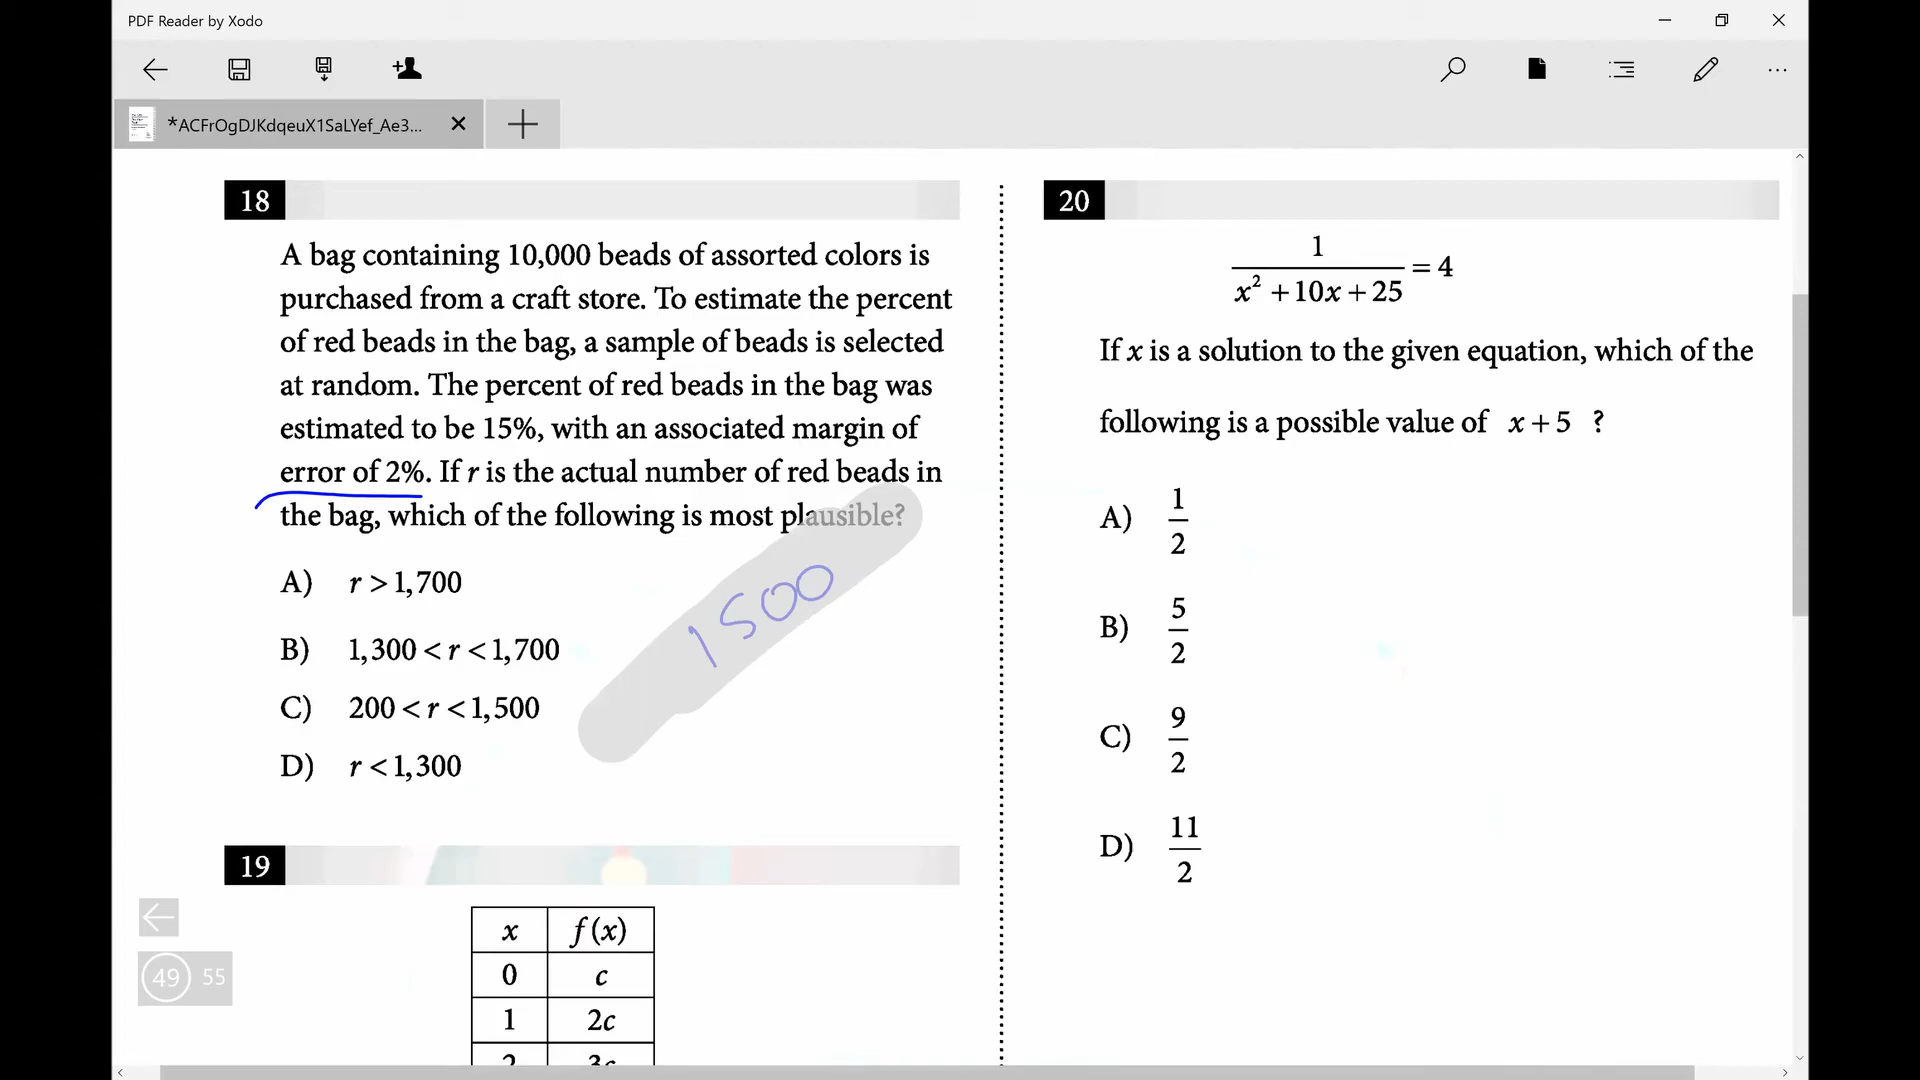 PDF Reader by Xodo
*ACFrOgDJKdqeuX1SaLYef_Ae3...
18
A bag containing 10,000 beads of assorted colors is
purchased from a craft store. To estimate the percent
of red beads in the bag, a sample of beads is selected
at random. The percent of red beads in the bag was
estimated to be 15%, with an associated margin of
error of 2%. If r is the actual number of red beads in
the bag, which of the following is most plausible?
1500
A) r > 1,700
B) 1,300 < r < 1,700
C) 200 < r < 1,500
D) r < 1,300
19
x f(x)
0 c
1 2c
2 3c
49 55
20
1/(x² + 10x + 25) = 4
If x is a solution to the given equation, which of the
following is a possible value of x + 5 ?
A) 1/2
B) 5/2
C) 9/2
D) 11/2